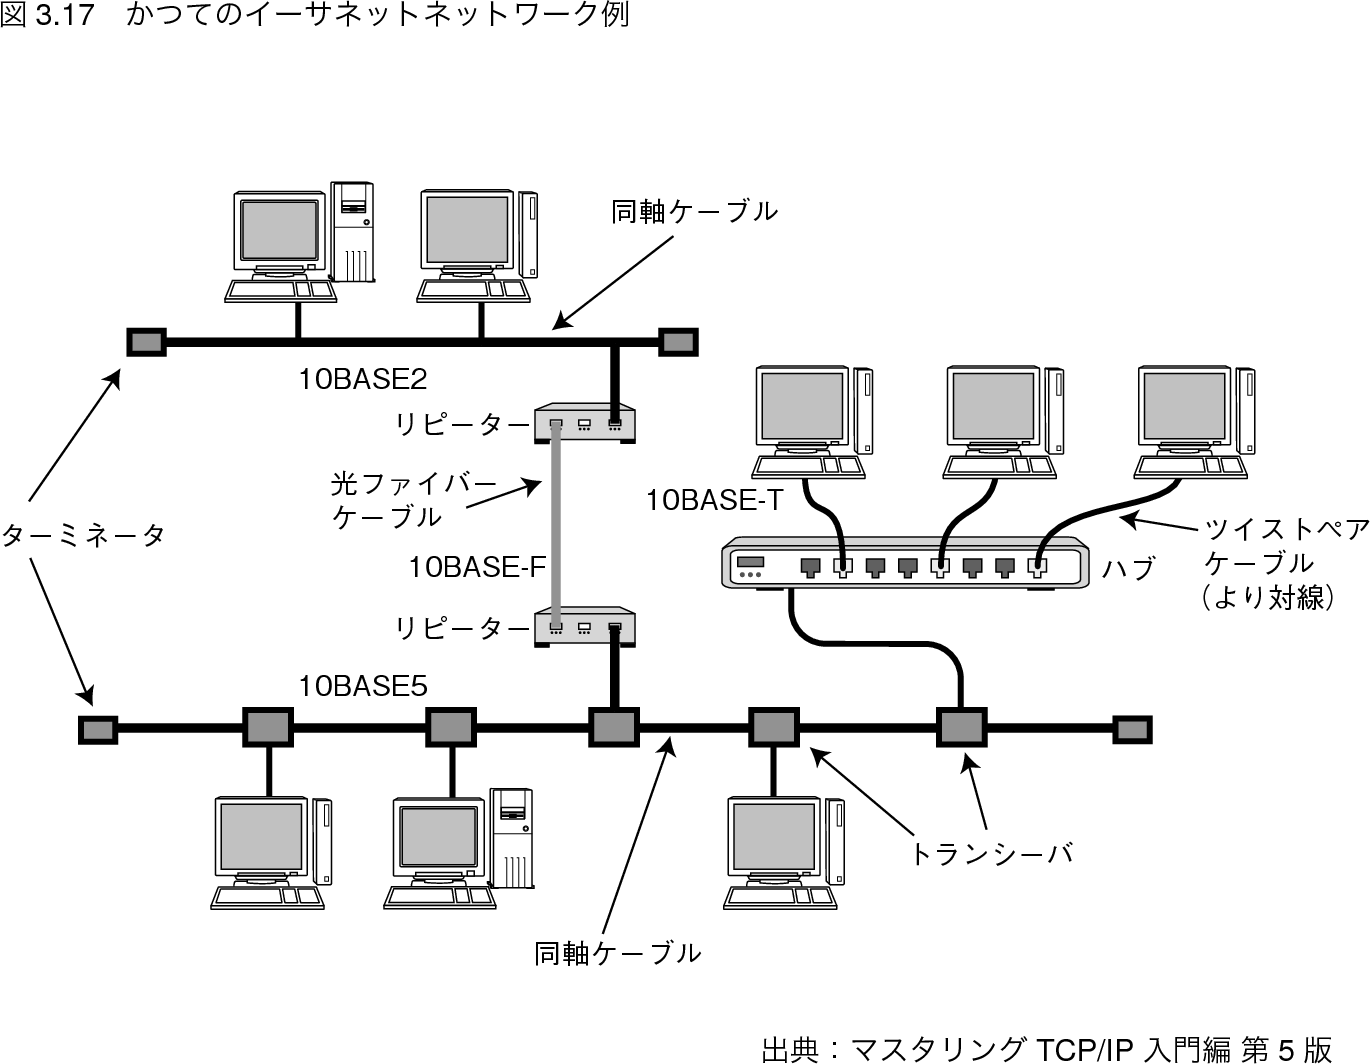 図 3.17　かつてのイーサネットネットワーク例
同軸ケーブル
10BASE2
リピーター
光ファイバー
ケーブル
10BASE-T
ターミネータ
ツイストペア
ケーブル
（より対線）
10BASE-F
ハブ
リピーター
10BASE5
トランシーバ
同軸ケーブル
出典：マスタリング TCP/IP 入門編 第 5 版